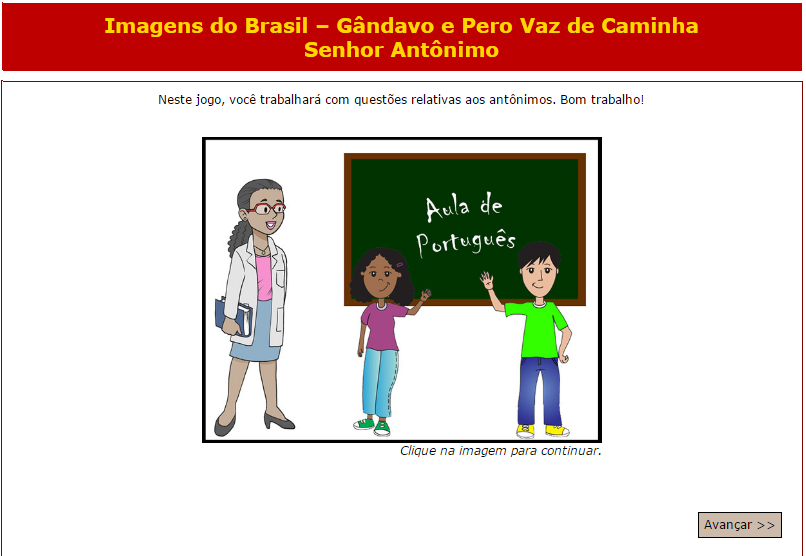 Imagens do Brasil – Gândavo e Pero Vaz de Caminha
Senhor Antônimo
Neste jogo, você trabalhará com questões relativas aos antônimos. Bom trabalho!
Aula de
Português
Clique na imagem para continuar.
Avançar >>